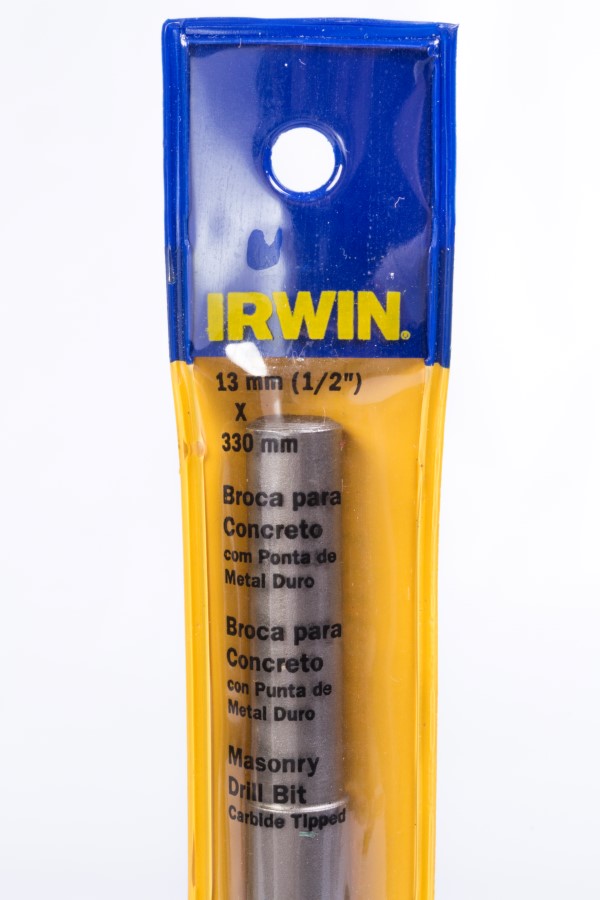 IRWIN®
13 mm (1/2")
X
330 mm
Broca para
Concreto
com Ponta de
Metal Duro
Broca para
Concreto
con Punta de
Metal Duro
Masonry
Drill Bit
Carbide Tipped